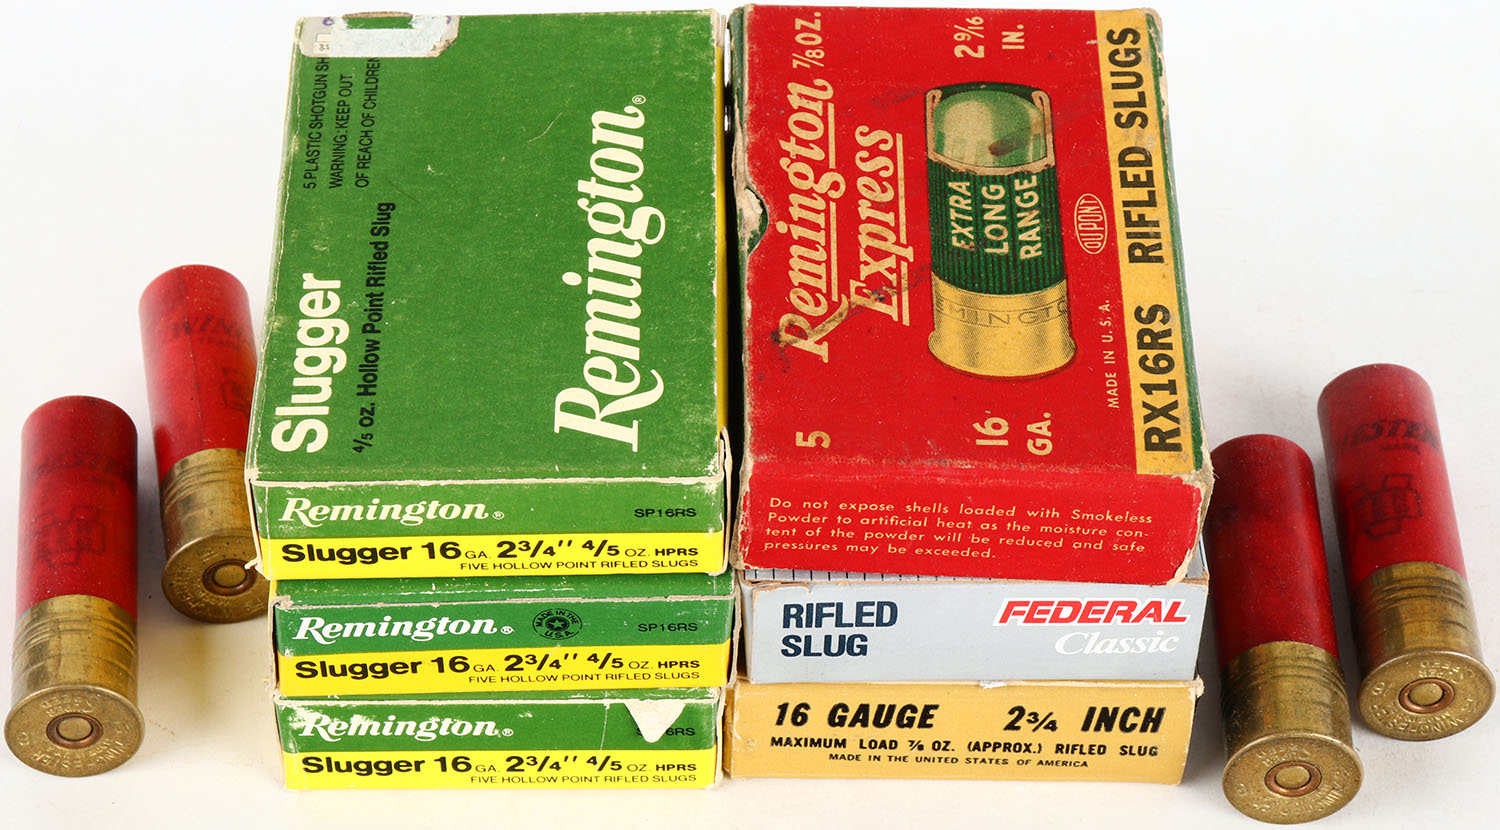 5 PLASTIC SHOTGUN SH
WARNING: KEEP OUT
OF REACH OF CHILDREN
Slugger
4/5 oz. Hollow Point Rifled Slug
Remington®
Remington®
SP16RS
Slugger 16 GA. 2¾'' 4/5 OZ. HPRS
FIVE HOLLOW POINT RIFLED SLUGS
Remington®
MADE IN THE U.S.A.
SP16RS
Slugger 16 GA. 2¾'' 4/5 OZ. HPRS
FIVE HOLLOW POINT RIFLED SLUGS
Remington®
6RS
Slugger 16 GA. 2¾'' 4/5 OZ. HPRS
FIVE HOLLOW POINT RIFLED SLUGS
Remington
Express
7/8 OZ.
2 9/16
IN.
EXTRA
LONG
RANGE
EMINGTO
DUPONT
MADE IN U.S.A.
5
16
GA.
RX16RS RIFLED SLUGS
Do not expose shells loaded with Smokeless
Powder to artificial heat as the moisture con-
tent of the powder will be reduced and safe
pressures may be exceeded.
RIFLED
SLUG
FEDERAL
Classic
16 GAUGE 2¾ INCH
MAXIMUM LOAD ⅞ OZ. (APPROX.) RIFLED SLUG
MADE IN THE UNITED STATES OF AMERICA
WINCHESTER
WINCHESTER